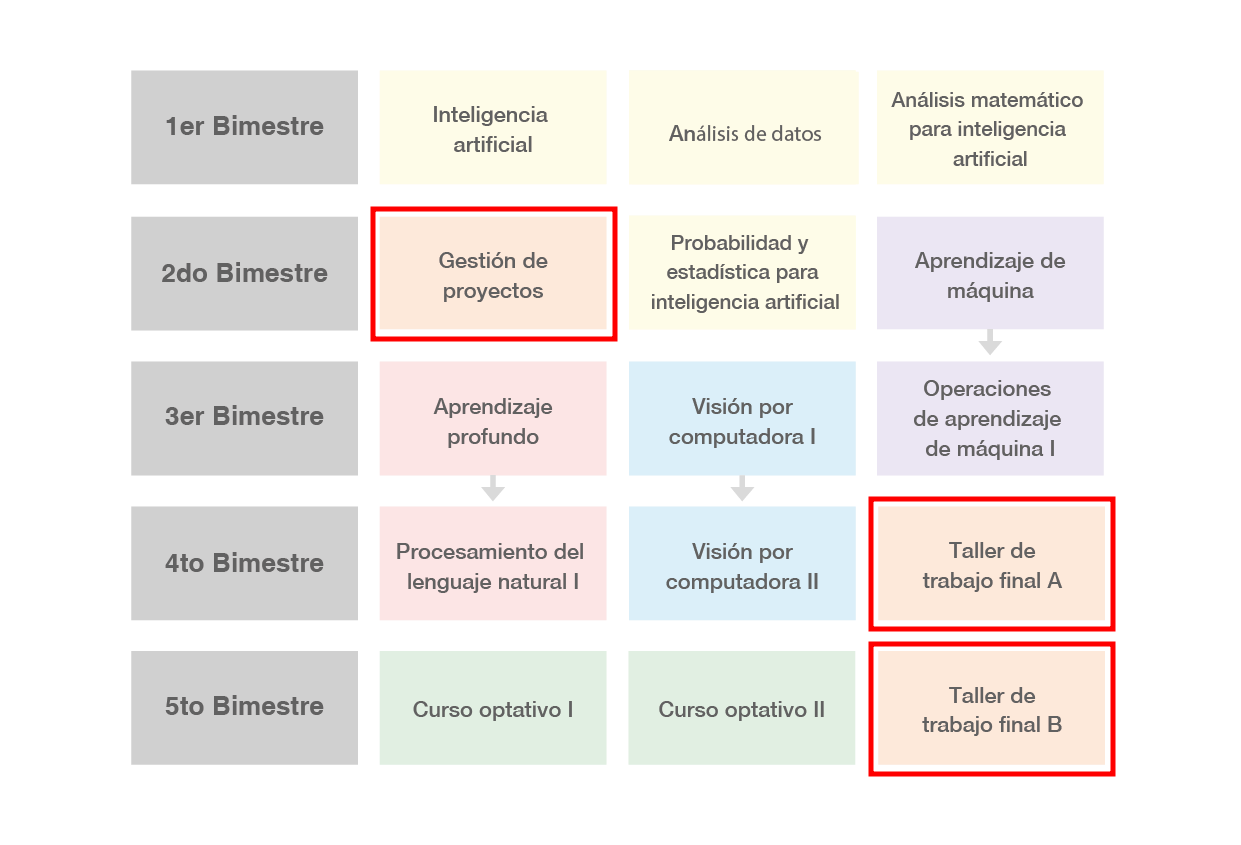 1er Bimestre
Inteligencia
artificial
Análisis de datos
Análisis matemático
para inteligencia
artificial
2do Bimestre
Gestión de
proyectos
Probabilidad y
estadística para
inteligencia artificial
Aprendizaje de
máquina
3er Bimestre
Aprendizaje
profundo
Visión por
computadora I
Operaciones
de aprendizaje
de máquina I
4to Bimestre
Procesamiento del
lenguaje natural I
Visión por
computadora II
Taller de
trabajo final A
5to Bimestre
Curso optativo I
Curso optativo II
Taller de
trabajo final B